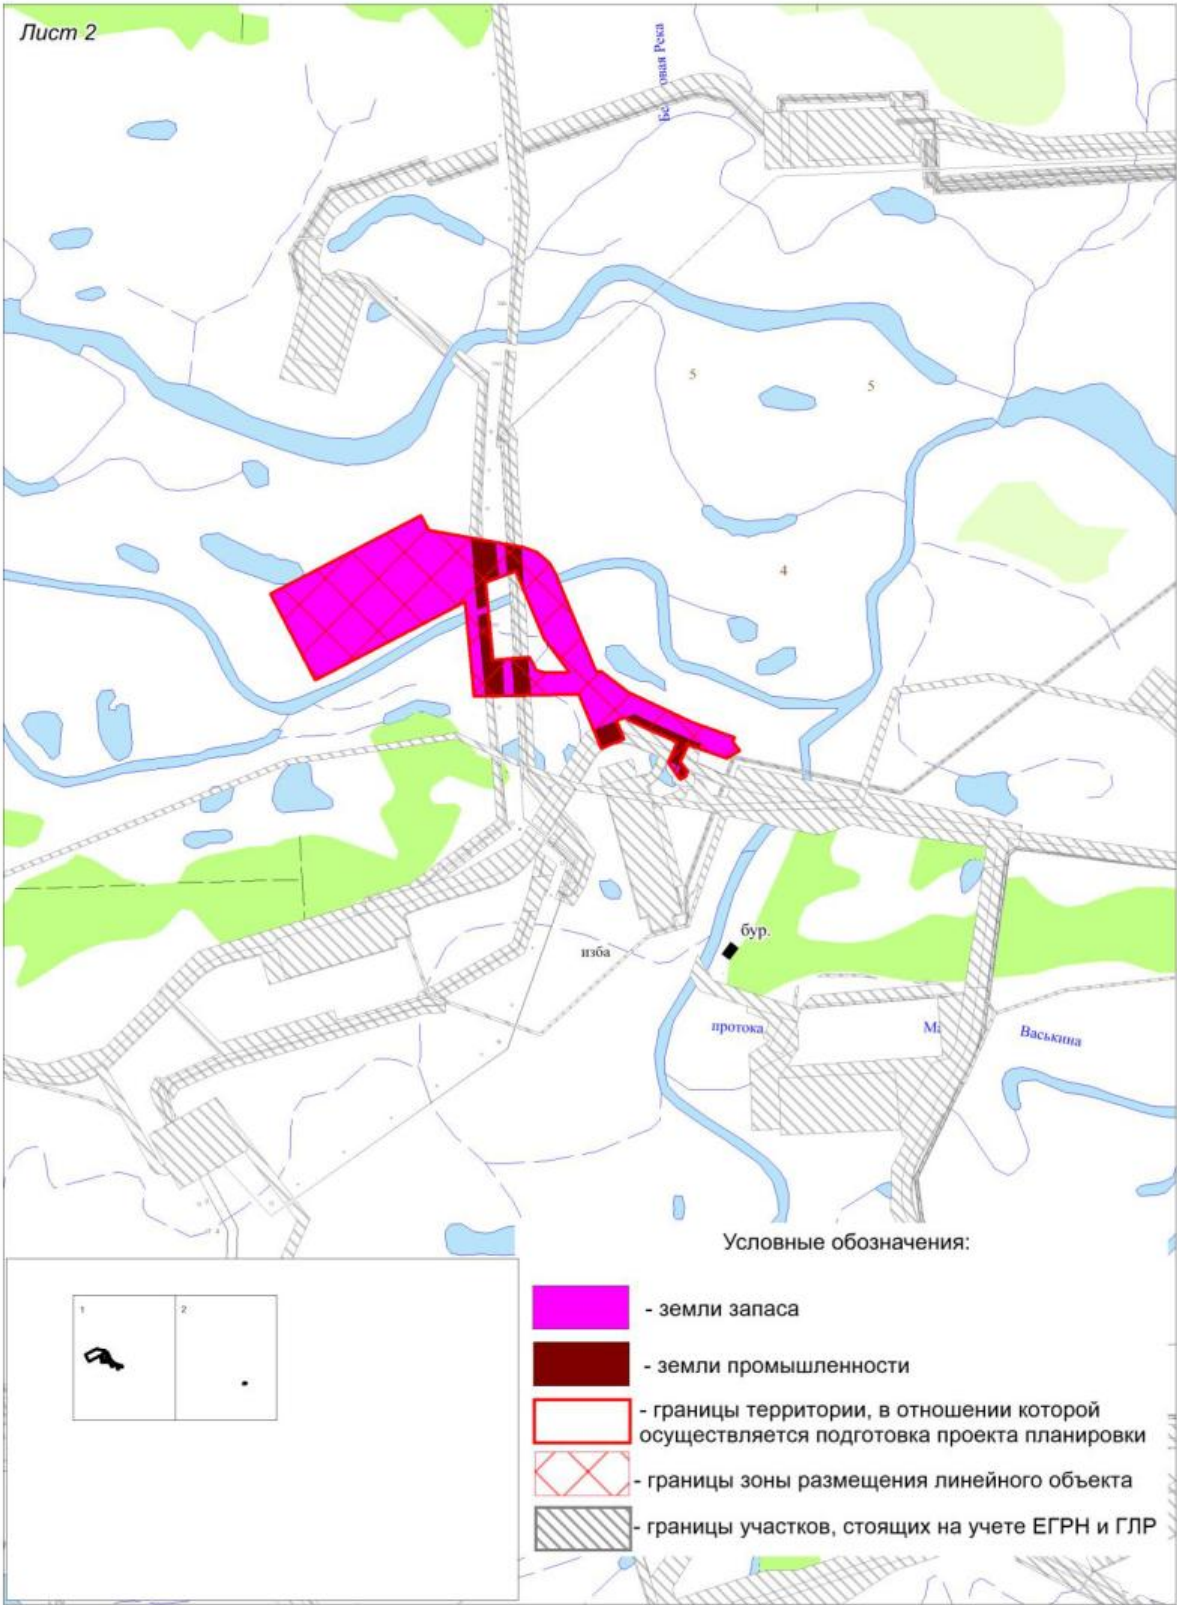 Лист 2
овая Река
5
5
4
бур.
изба
протока
Васькина
Условные обозначения:
1
2
- земли запаса
- земли промышленности
- границы территории, в отношении которой
осуществляется подготовка проекта планировки
- границы зоны размещения линейного объекта
- границы участков, стоящих на учете ЕГРН и ГЛР